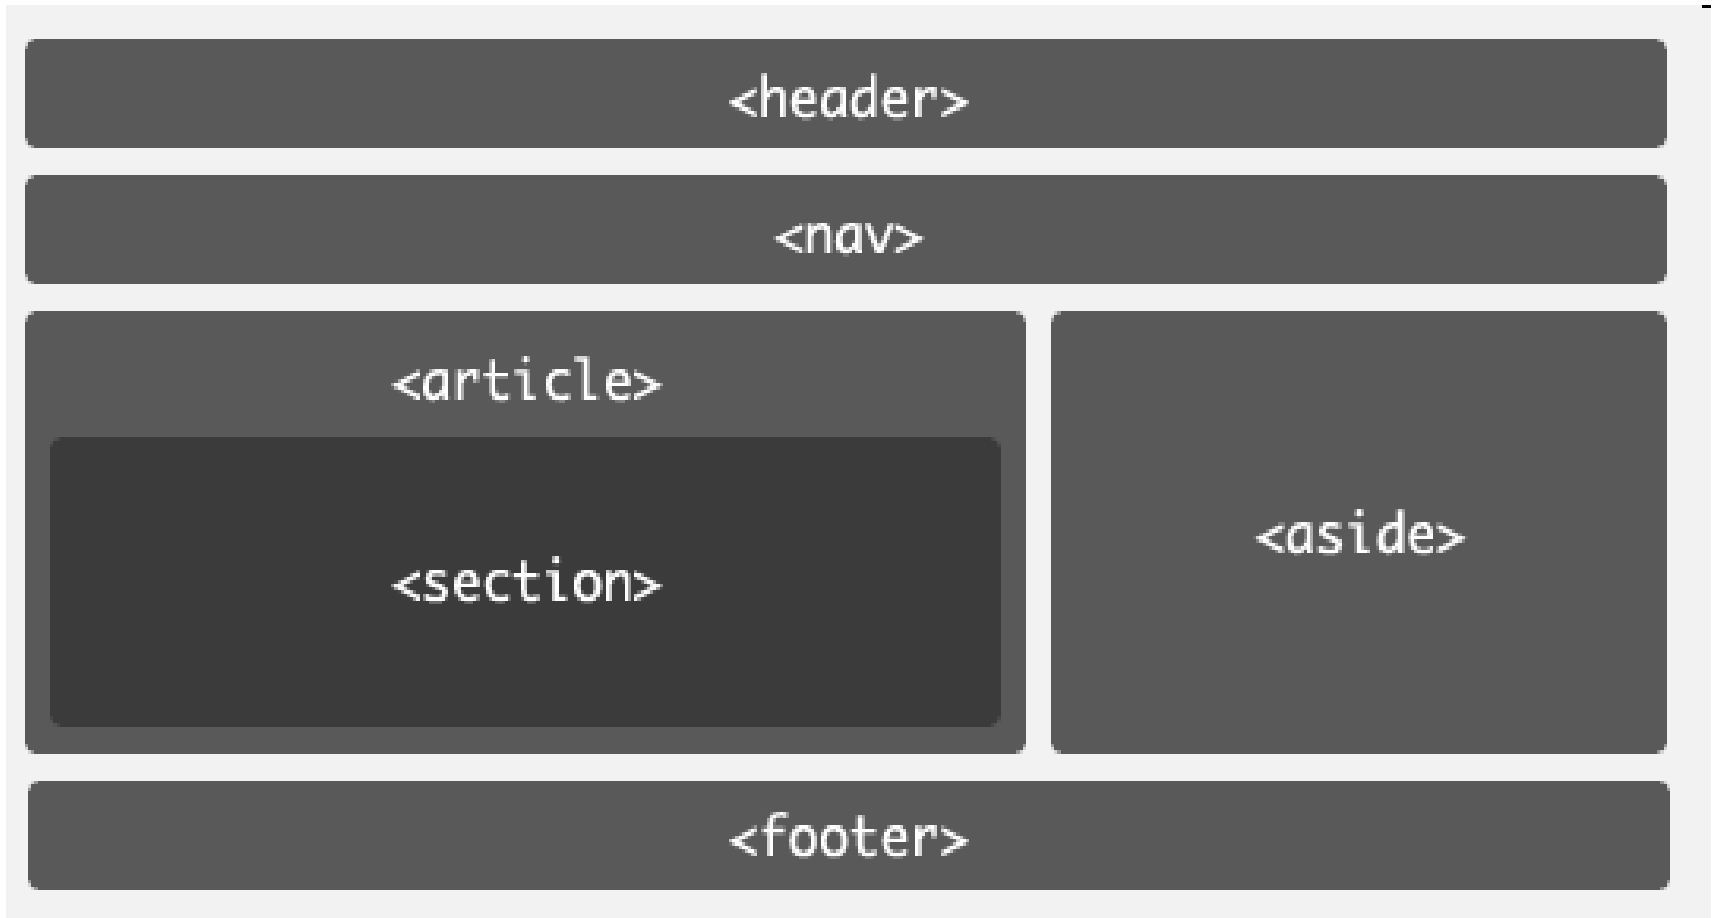 <header>
<nav>
<article>
<section>
<aside>
<footer>